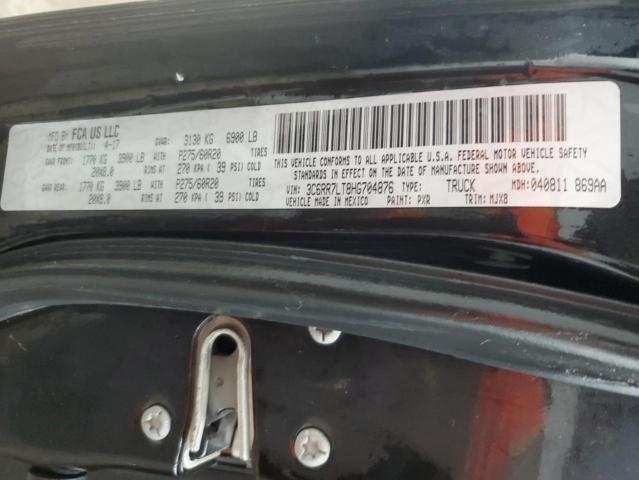 MFD BY FCA US LLC GVWR: 3130 KG 6900 LB
DATE OF MFR(BUILT): 4-17
GAWR FRONT: 1770 KG 3900 LB WITH P275/60R20 TIRES
20X8.0 RIMS AT 270 KPA ( 39 PSI) COLD
GAWR REAR: 1770 KG 3900 LB WITH P275/60R20 TIRES
20X8.0 RIMS AT 270 KPA ( 39 PSI) COLD
THIS VEHICLE CONFORMS TO ALL APPLICABLE U.S.A. FEDERAL MOTOR VEHICLE SAFETY
STANDARDS IN EFFECT ON THE DATE OF MANUFACTURE SHOWN ABOVE.
VIN: 3C6RR7LT8HG704876 TYPE: TRUCK MDH:040811 869AA
VEHICLE MADE IN MEXICO PAINT: PXR TRIM: MJX8